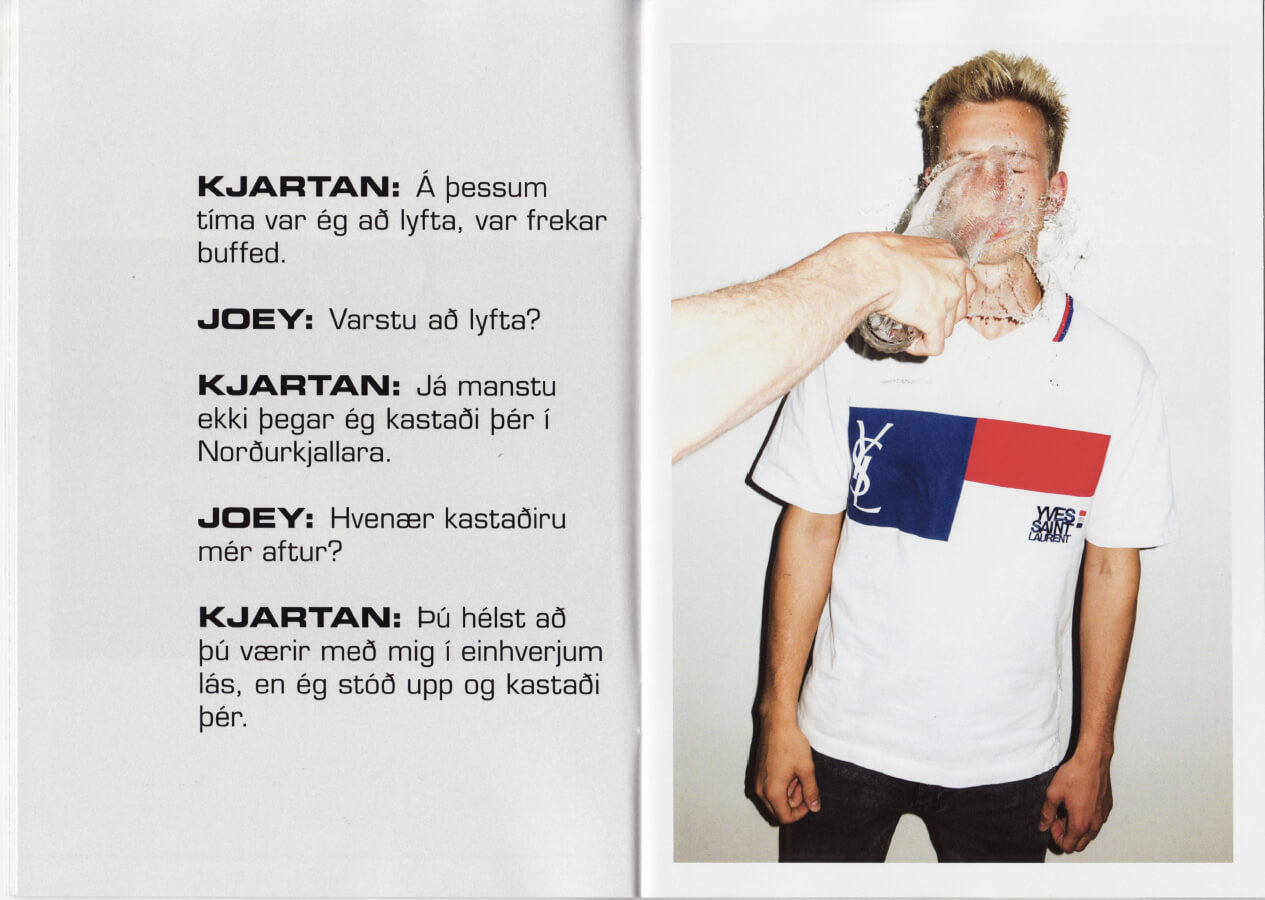 KJARTAN: Á þessum
tíma var ég að lyfta, var frekar
buffed.
JOEY: Varstu að lyfta?
KJARTAN: Já manstu
ekki þegar ég kastaði þér í
Norðurkjallara.
JOEY: Hvenær kastaðiru
mér aftur?
KJARTAN: Þú hélst að
þú værir með mig í einhverjum
lás, en ég stóð upp og kastaði
þér.
YSL
YVES
SAINT
LAURENT